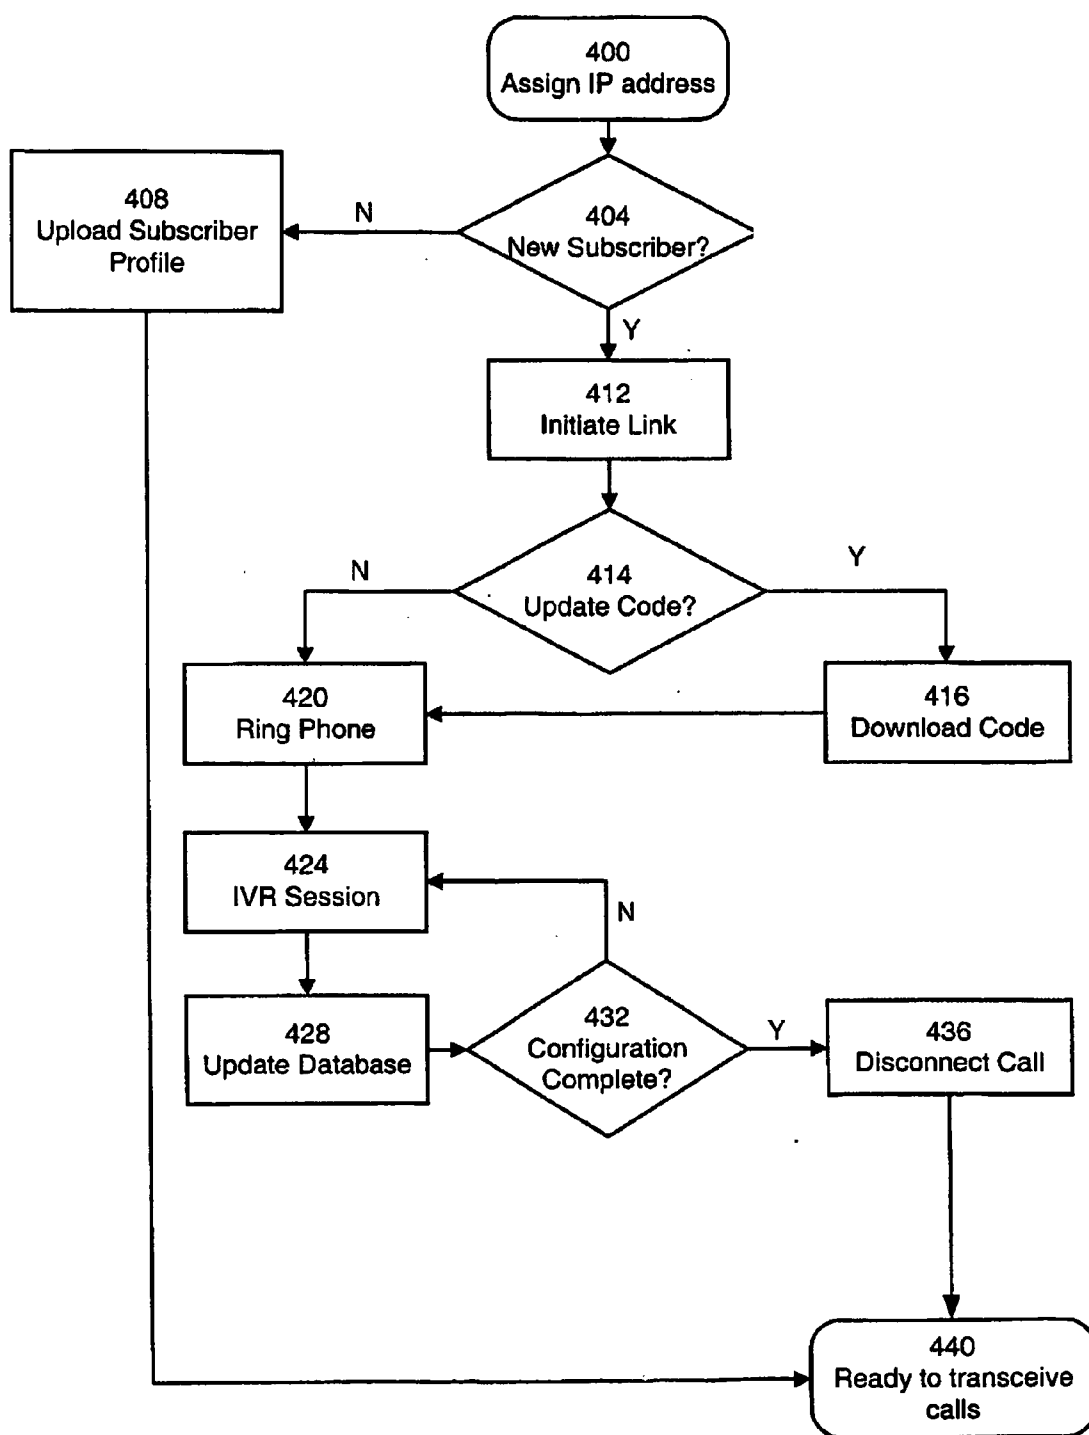 400
Assign IP address
408
Upload Subscriber
Profile
N
404
New Subscriber?
Y
412
Initiate Link
N
414
Update Code?
Y
420
Ring Phone
416
Download Code
424
IVR Session
N
428
Update Database
432
Configuration
Complete?
Y
436
Disconnect Call
440
Ready to transceive
calls